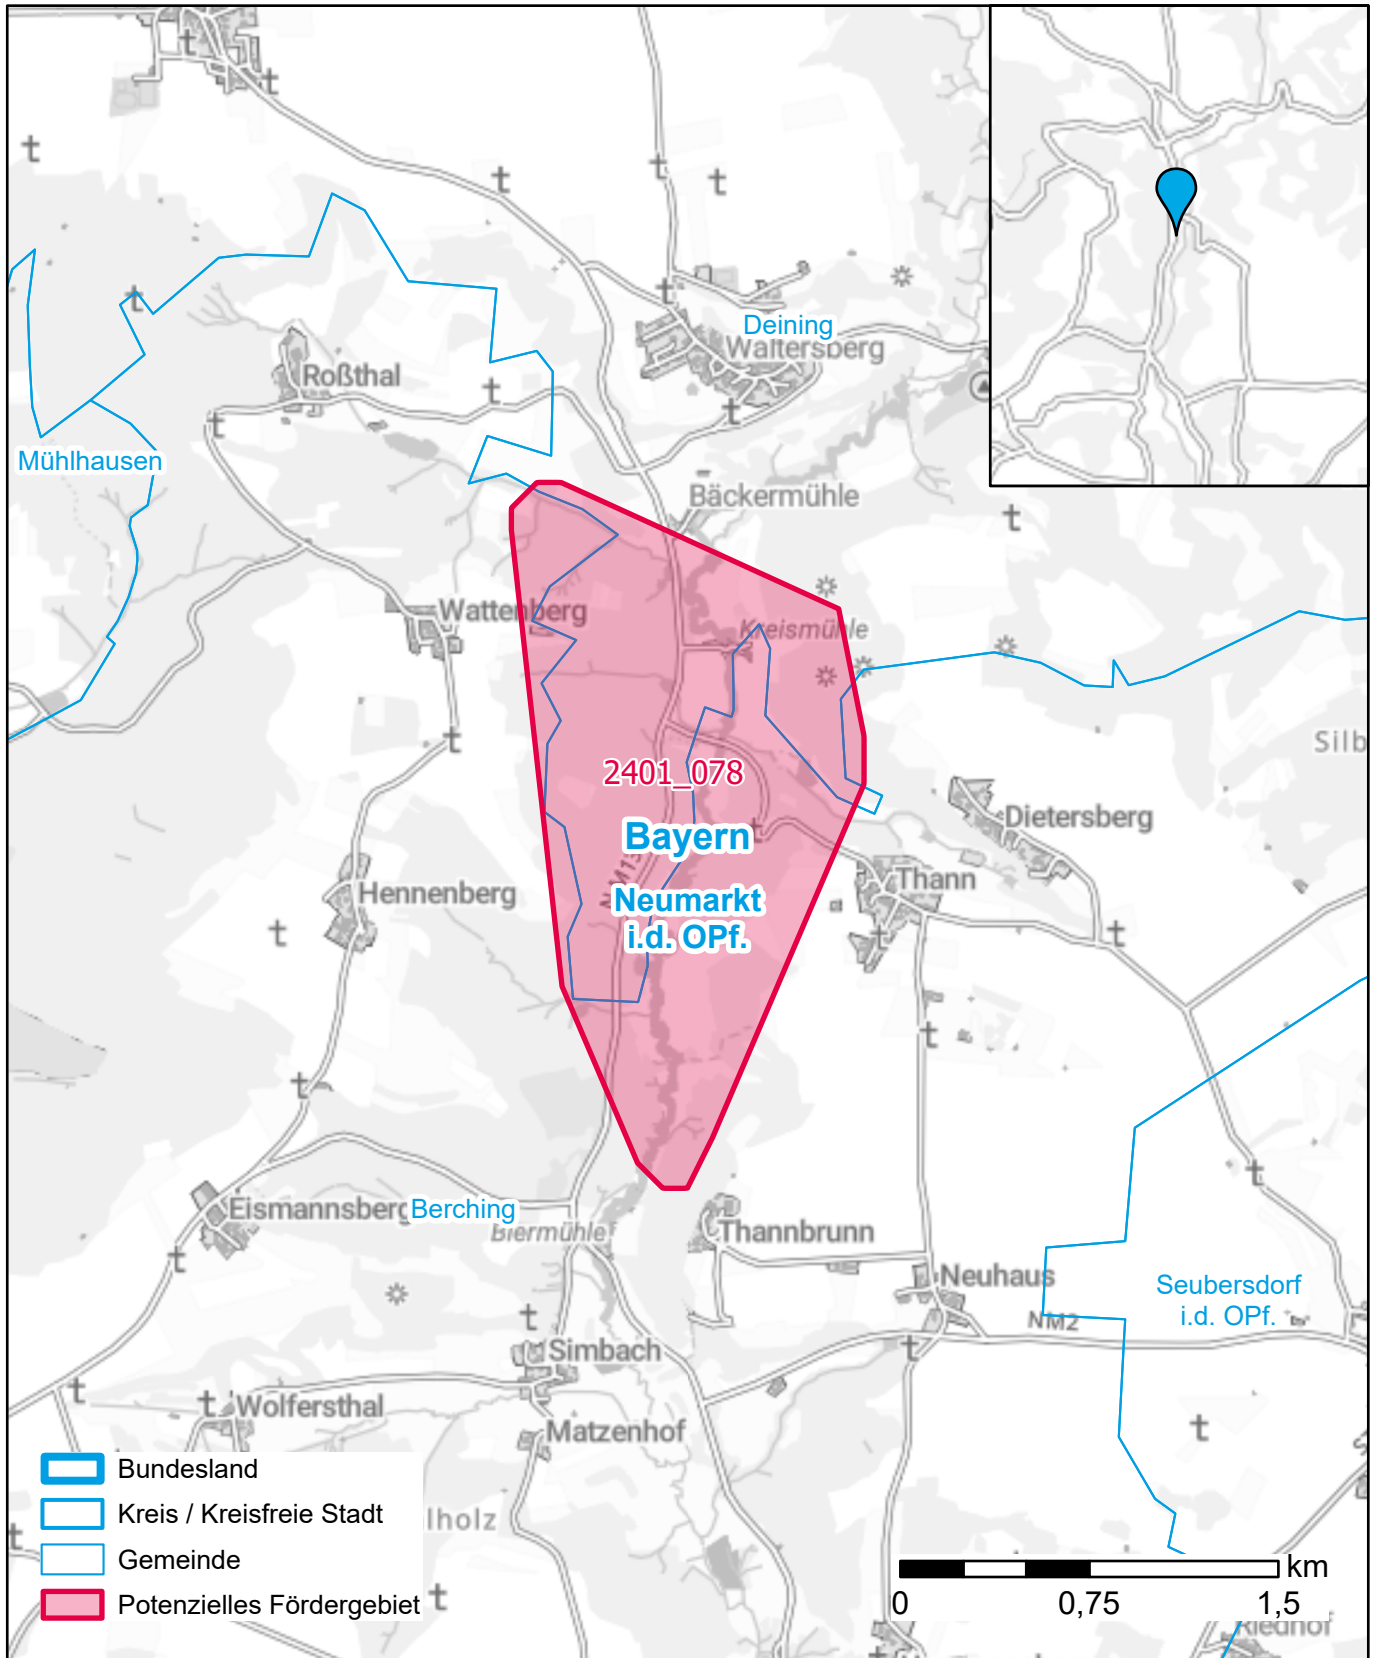 Deining
Waltersberg
Roßthal
Mühlhausen
Bäckermühle
Wattenberg
Kreismühle
Silb
2401_078
Dietersberg
Bayern
Thann
Hennenberg
Neumarkt
i.d. OPf.
Eismannsberg
Berching
Biermühle
Thannbrunn
Neuhaus
Seubersdorf
i.d. OPf.
NM2
Simbach
Wolfersthal
Matzenhof
Bundesland
Kreis / Kreisfreie Stadt
lholz
Gemeinde
Potenzielles Fördergebiet
km
0 0,75 1,5
Riedhof